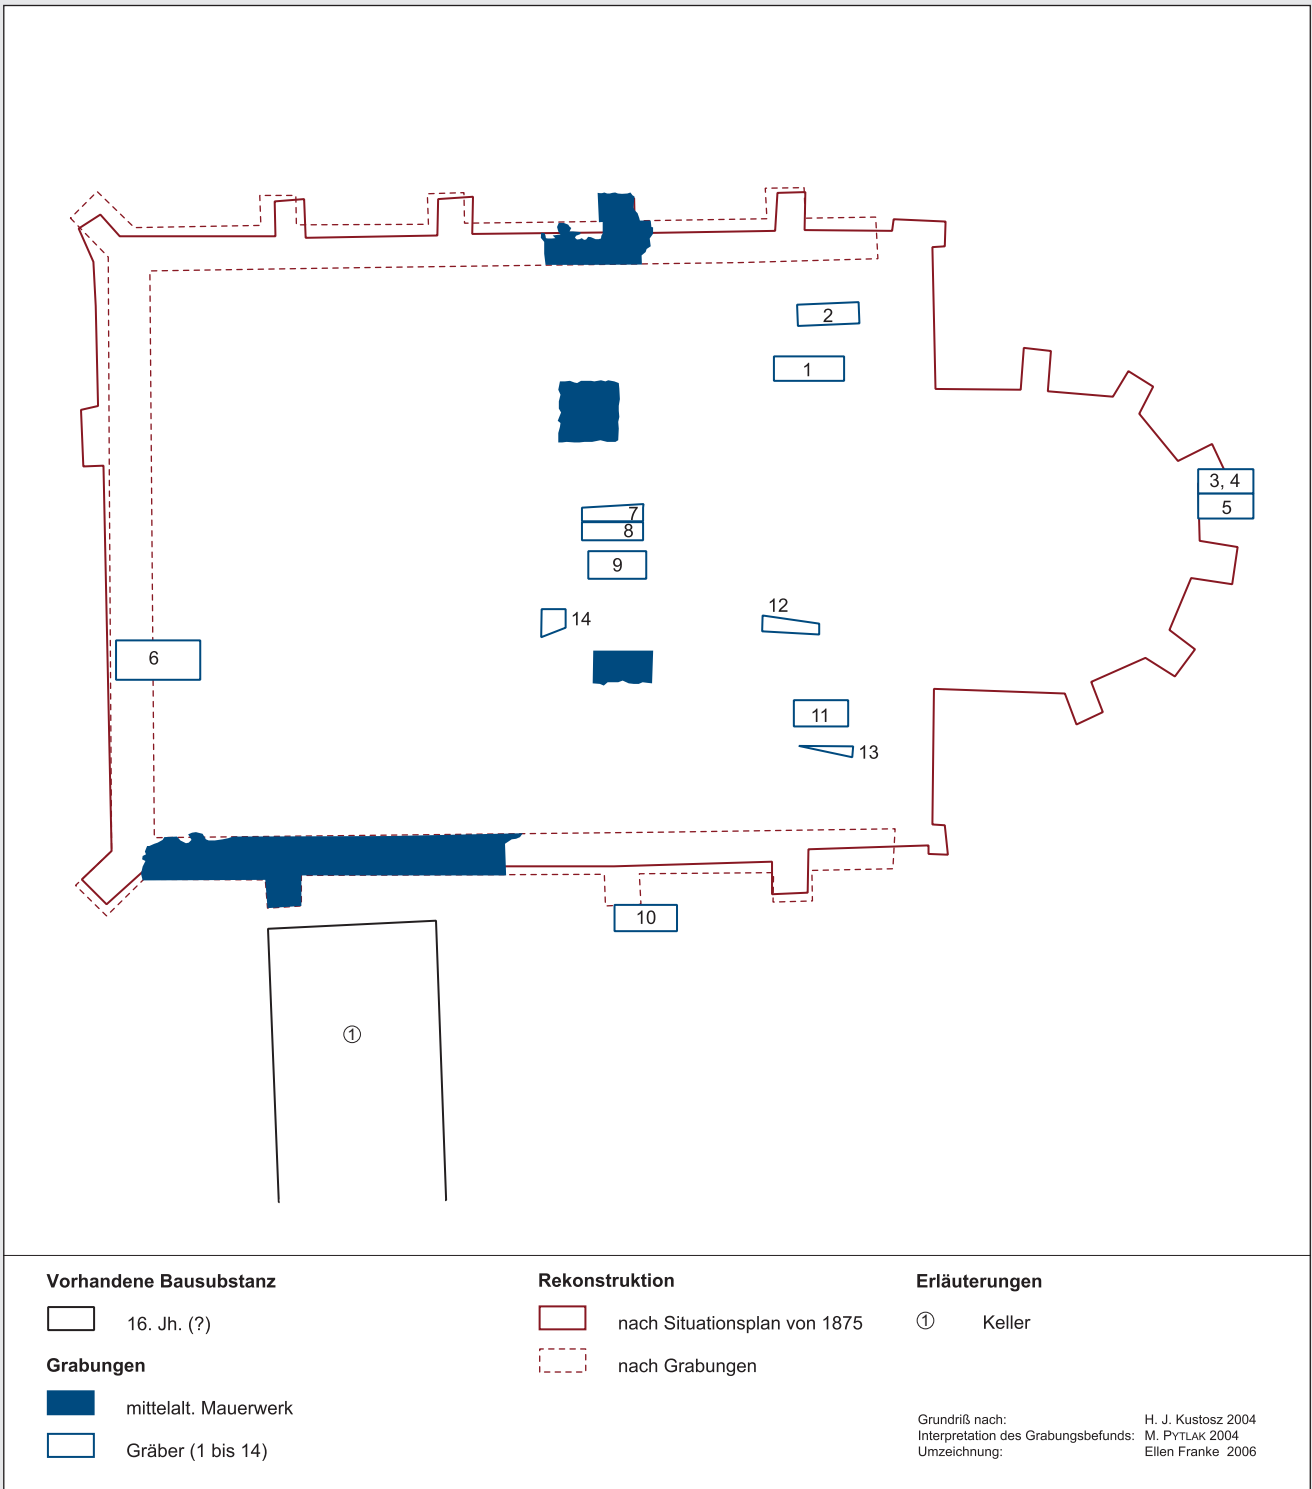 2
1
3, 4
5
7
8
9
14
12
6
11
13
10
①
Vorhandene Bausubstanz
16. Jh. (?)
Grabungen
mittelalt. Mauerwerk
Gräber (1 bis 14)
Rekonstruktion
nach Situationsplan von 1875
nach Grabungen
Erläuterungen
① Keller
Grundriß nach: H. J. Kustosz 2004
Interpretation des Grabungsbefunds: M. PYTLAK 2004
Umzeichnung: Ellen Franke 2006